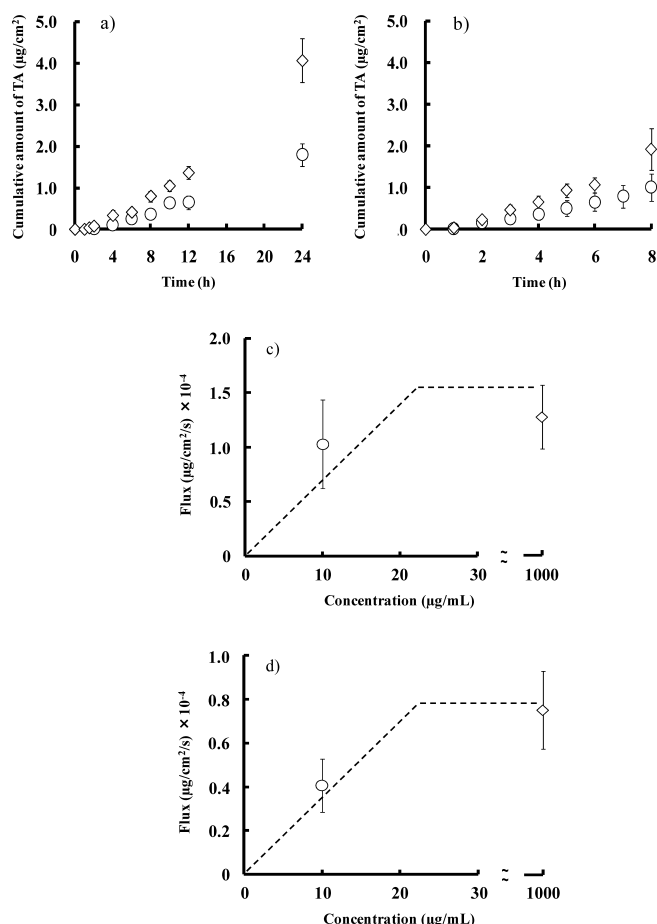 a)
Cumulative amount of TA (μg/cm²)
5.0
4.0
3.0
2.0
1.0
.0
0 4 8 12 16 20 24
Time (h)
b)
Cumulative amount of TA (μg/cm²)
5.0
4.0
3.0
2.0
1.0
.0
0 2 4 6 8
Time (h)
c)
Flux (μg/cm²/s) × 10⁻⁴
2.0
1.5
1.0
0.5
0
0 10 20 30 ~ ~ 1000
Concentration (μg/mL)
d)
Flux (μg/cm²/s) × 10⁻⁴
1.0
0.8
0.6
0.4
0.2
0
0 10 20 30 ~ ~ 1000
Concentration (μg/mL)